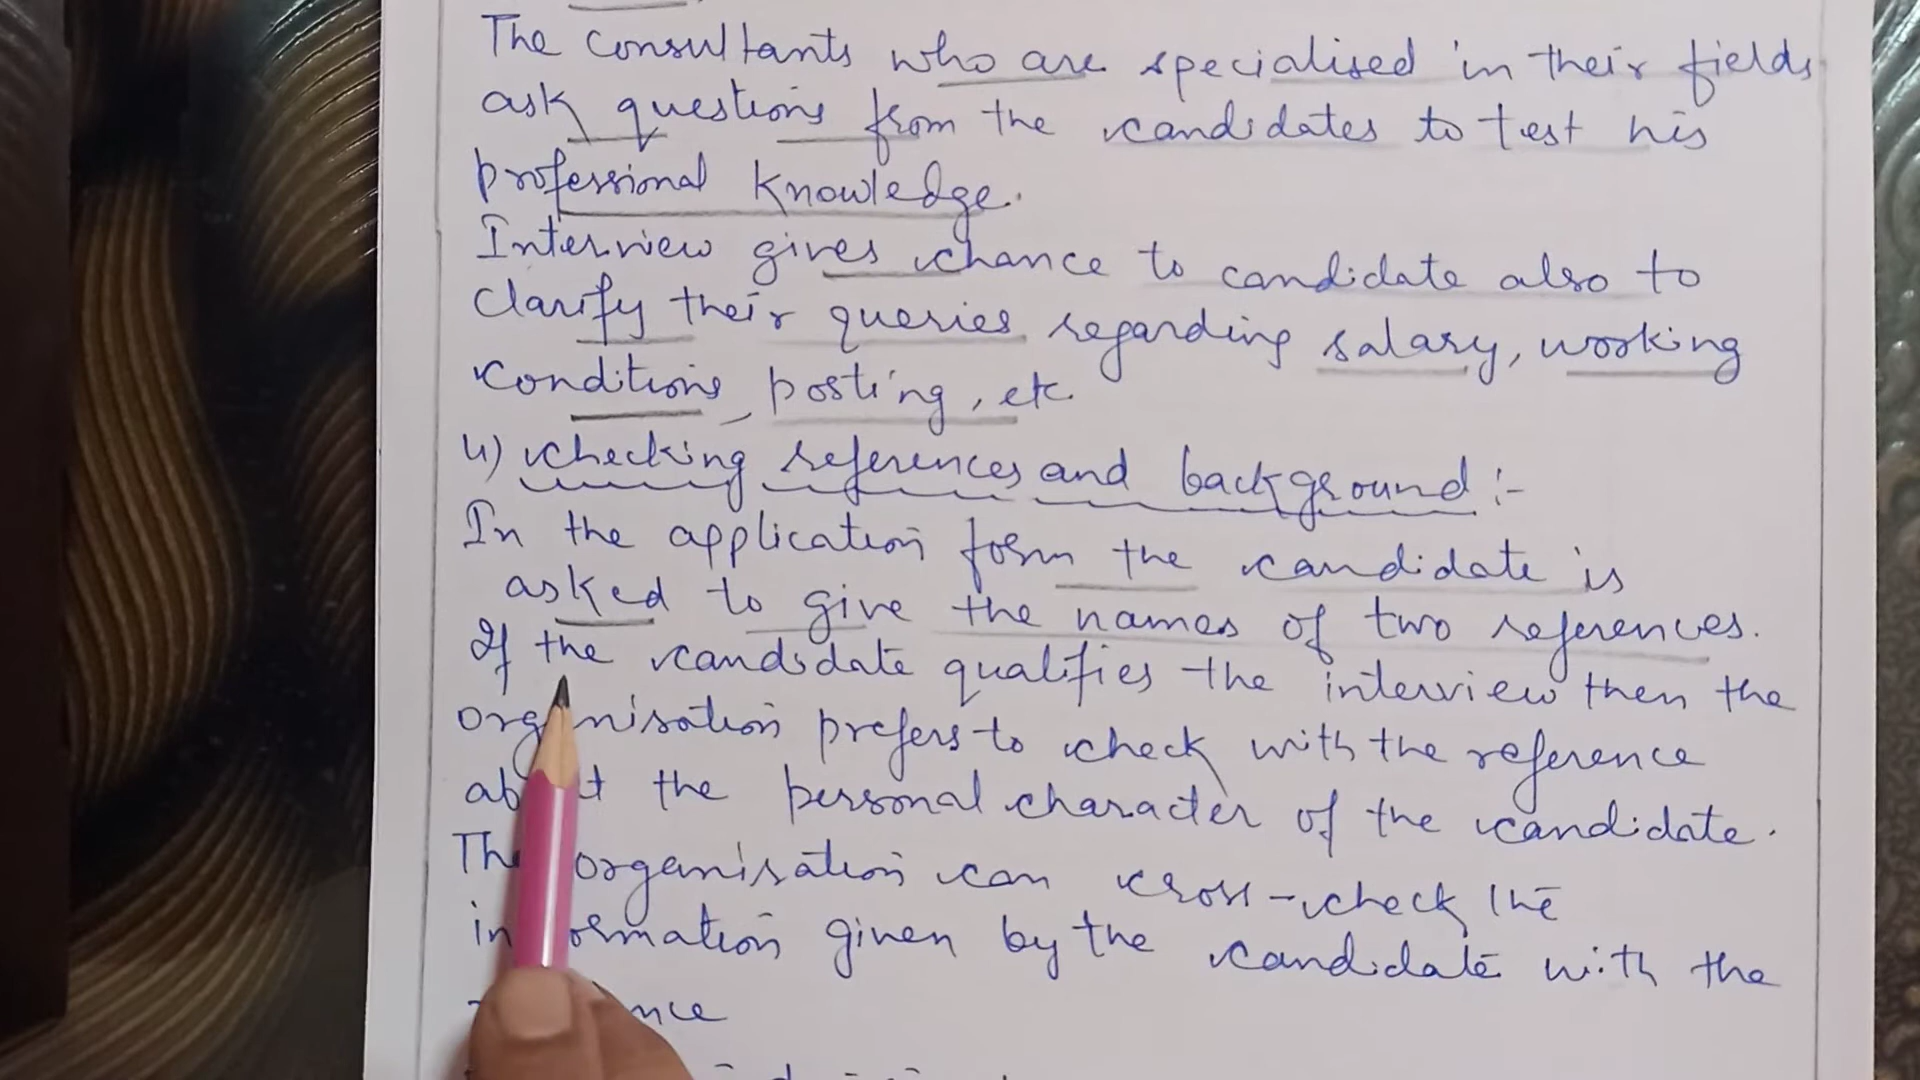 The consultants who are specialised in their fields
ask questions from the candidates to test his
professional knowledge.
Interview gives chance to candidate also to
clarify their queries regarding salary, working
conditions, posting, etc
4) checking references and background :-
In the application form the candidate is
asked to give the names of two references.
If the candidate qualifies the interview then the
organisation prefers to check with the reference
about the personal character of the candidate.
The organisation can cross-check the
information given by the candidate with the